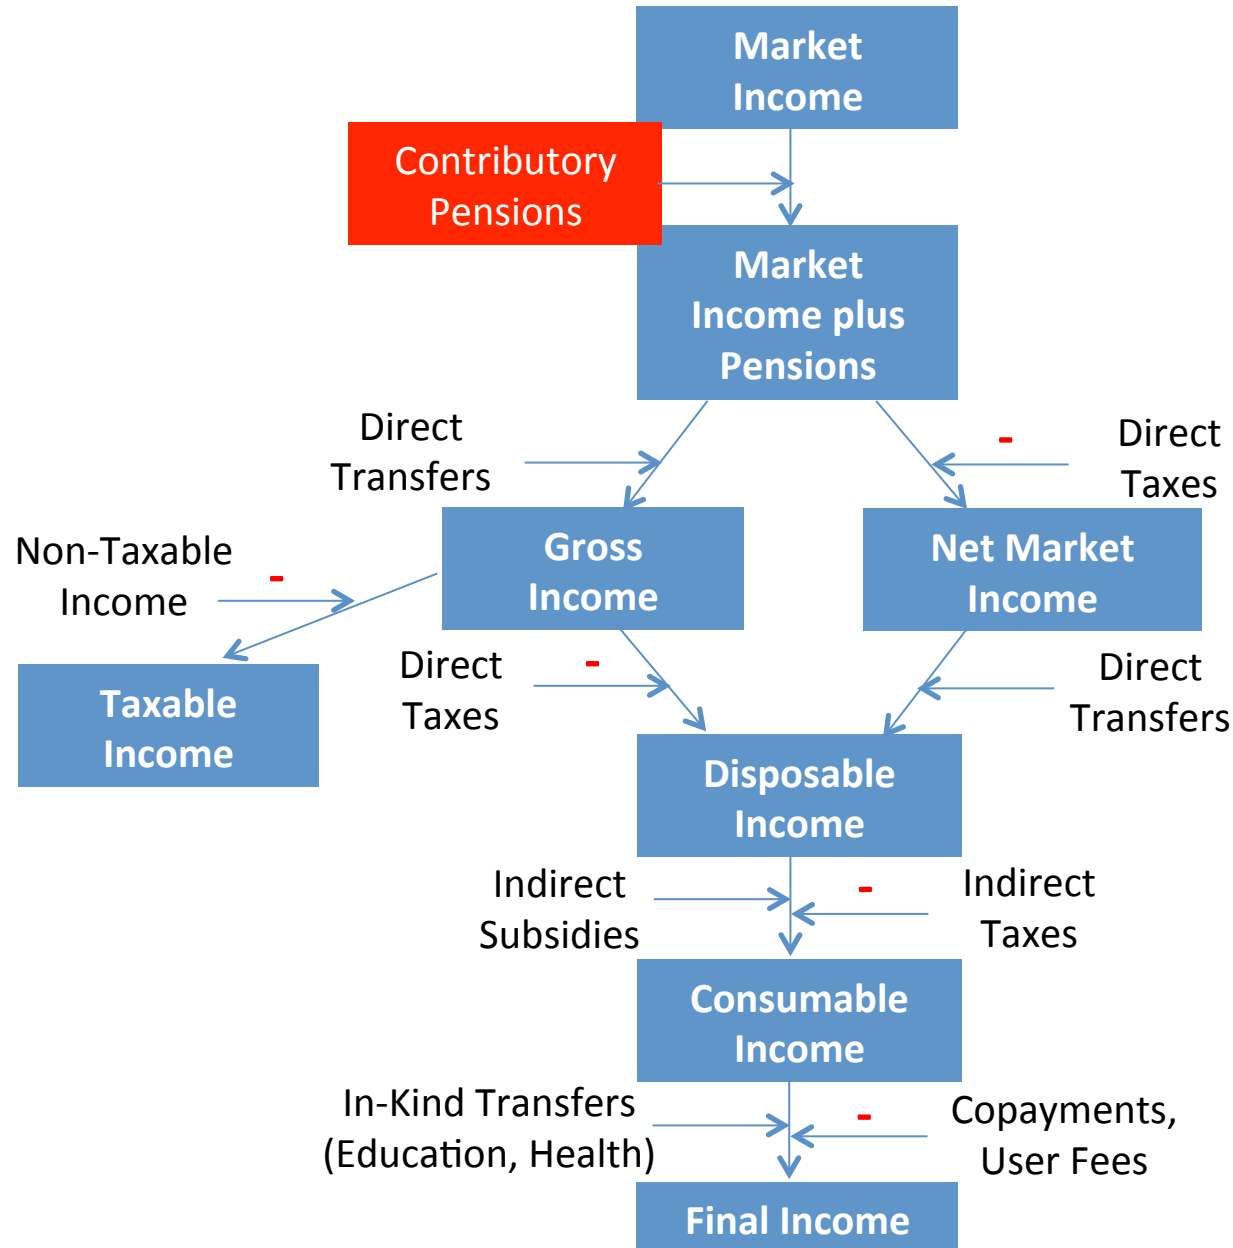 Market
Income
Contributory
Pensions
Market
Income plus
Pensions
Direct
Transfers
-
Direct
Taxes
Gross
Income
Net Market
Income
Non-Taxable
Income
-
Taxable
Income
Direct
Taxes
-
Direct
Transfers
Disposable
Income
Indirect
Subsidies
-
Indirect
Taxes
Consumable
Income
In-Kind Transfers
(Education, Health)
-
Copayments,
User Fees
Final Income